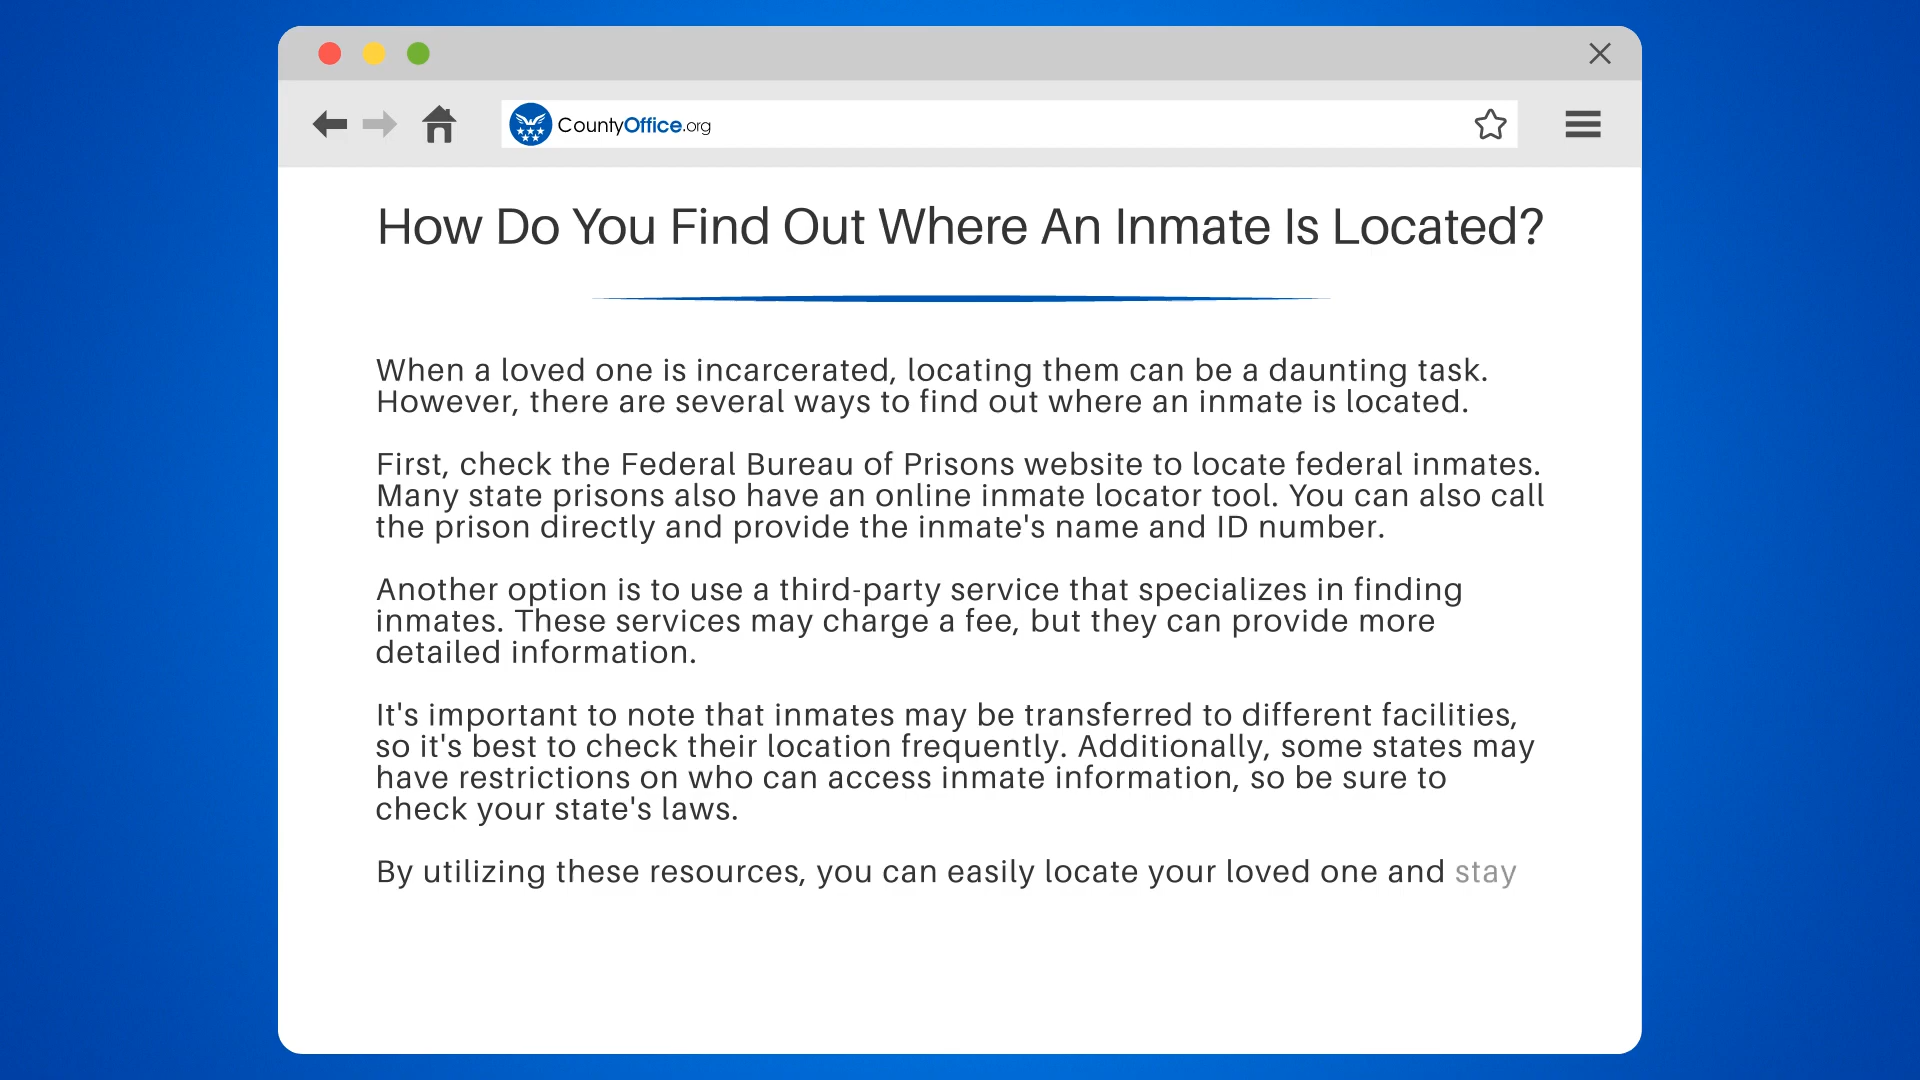 CountyOffice.org
How Do You Find Out Where An Inmate Is Located?
When a loved one is incarcerated, locating them can be a daunting task.
However, there are several ways to find out where an inmate is located.
First, check the Federal Bureau of Prisons website to locate federal inmates.
Many state prisons also have an online inmate locator tool. You can also call
the prison directly and provide the inmate's name and ID number.
Another option is to use a third-party service that specializes in finding
inmates. These services may charge a fee, but they can provide more
detailed information.
It's important to note that inmates may be transferred to different facilities,
so it's best to check their location frequently. Additionally, some states may
have restrictions on who can access inmate information, so be sure to
check your state's laws.
By utilizing these resources, you can easily locate your loved one and stay